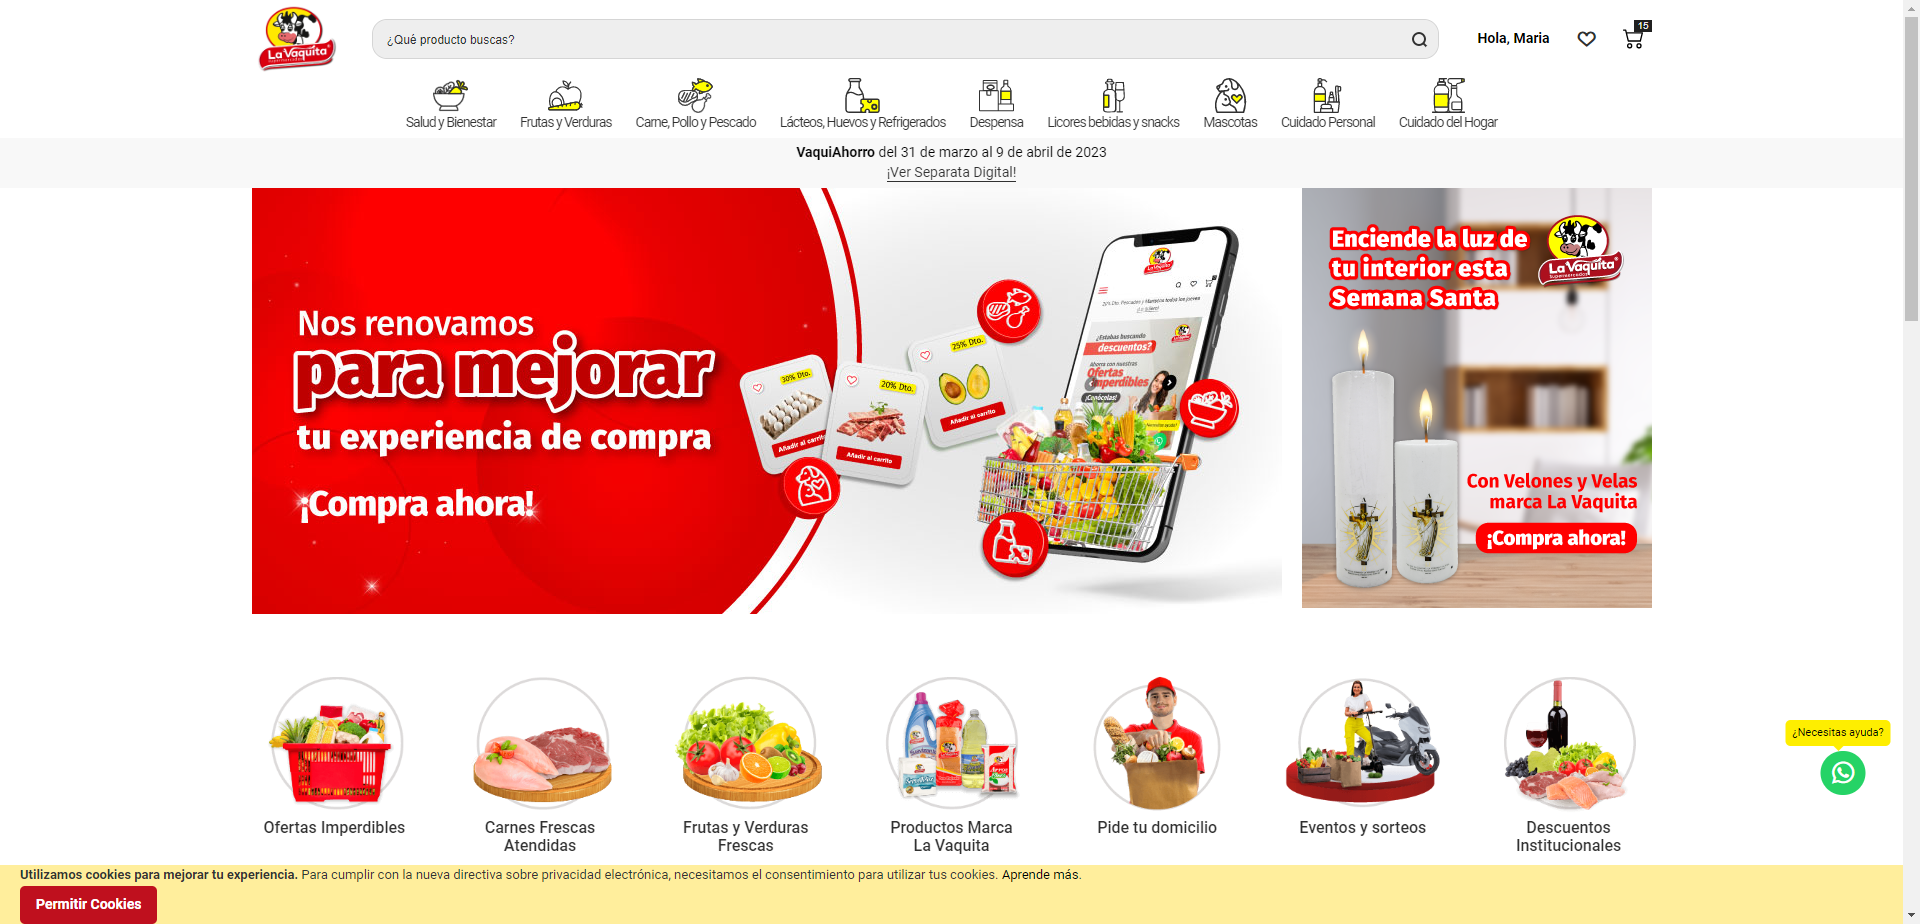 La Vaquita
Supermercados
¿Qué producto buscas?
Hola, Maria
15
Salud y Bienestar
Frutas y Verduras
Carne, Pollo y Pescado
Lácteos, Huevos y Refrigerados
Despensa
Licores bebidas y snacks
Mascotas
Cuidado Personal
Cuidado del Hogar
VaquiAhorro del 31 de marzo al 9 de abril de 2023
¡Ver Separata Digital!
Nos renovamos
para mejorar
tu experiencia de compra
¡Compra ahora!
30% Dto.
Añadir al carrito
20% Dto.
Añadir al carrito
25% Dto.
Añadir al carrito
La Vaquita
¿Estabas buscando
descuentos?
Ahorra con nuestras
Ofertas
imperdibles
¡Conócelas!
Enciende la luz de
tu interior esta
Semana Santa
La Vaquita
Supermercados
Con Velones y Velas
marca La Vaquita
¡Compra ahora!
Ofertas Imperdibles
Carnes Frescas
Atendidas
Frutas y Verduras
Frescas
Productos Marca
La Vaquita
Pide tu domicilio
Eventos y sorteos
Descuentos
Institucionales
¿Necesitas ayuda?
Utilizamos cookies para mejorar tu experiencia. Para cumplir con la nueva directiva sobre privacidad electrónica, necesitamos el consentimiento para utilizar tus cookies. Aprende más.
Permitir Cookies